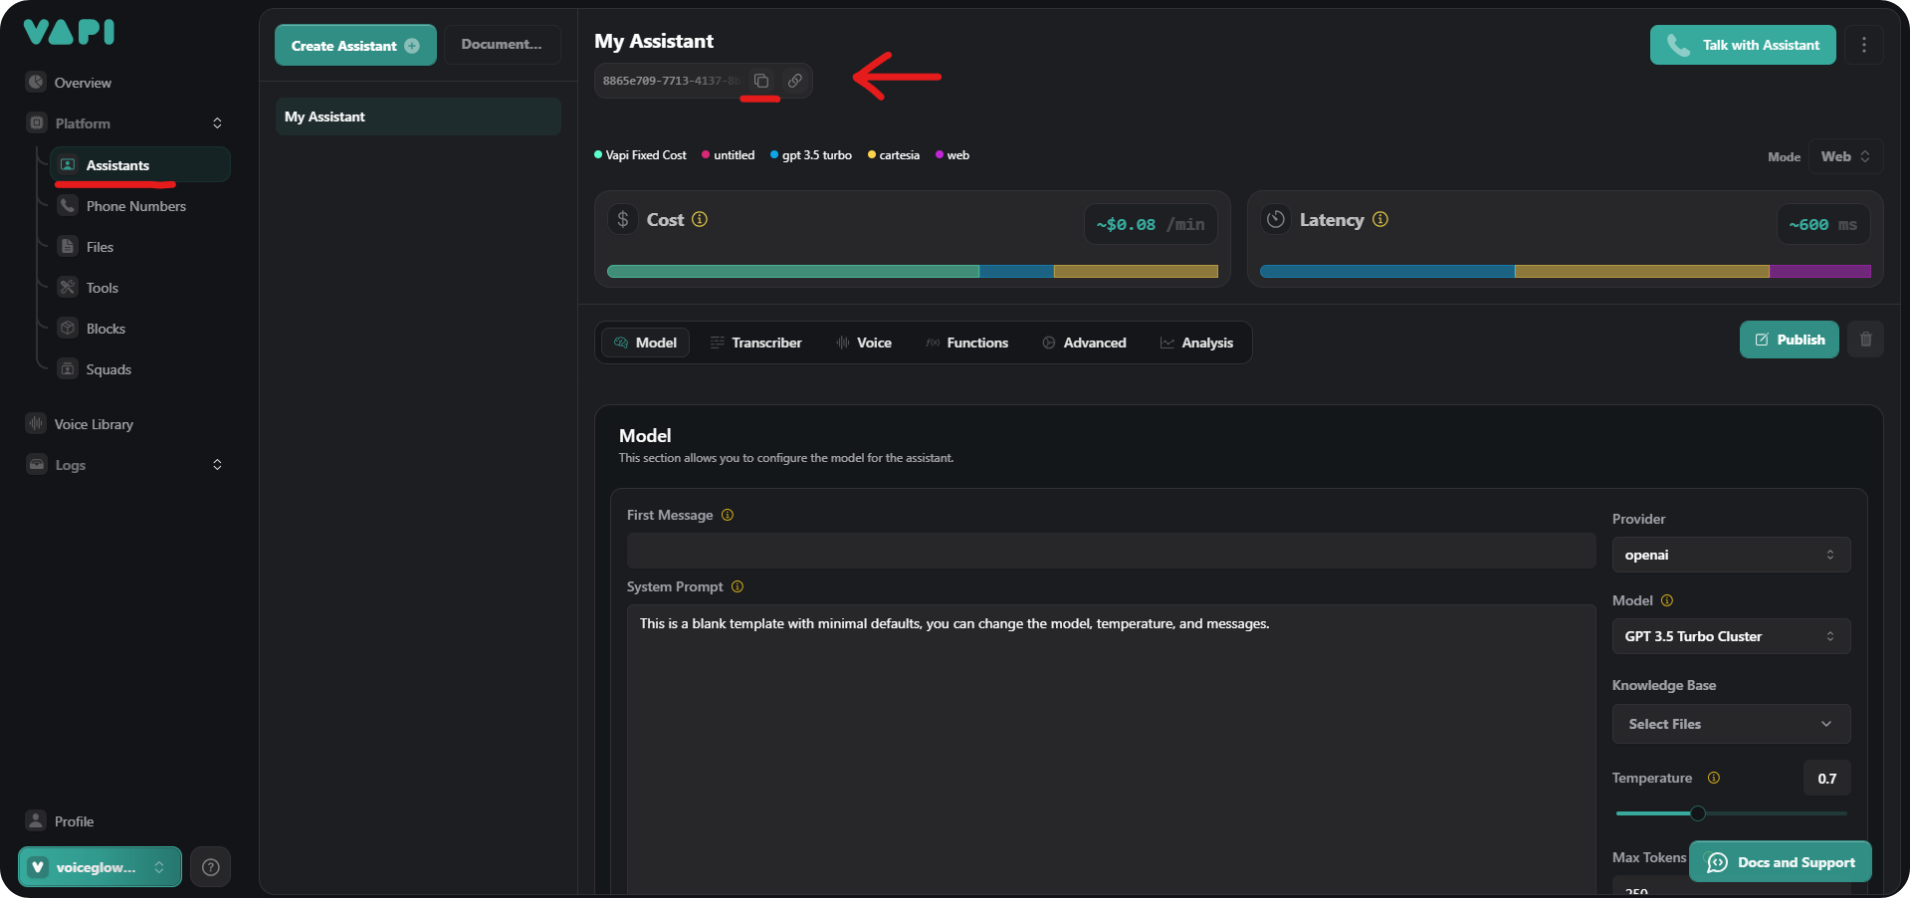 VAPI
Overview
Platform
Assistants
Phone Numbers
Files
Tools
Blocks
Squads
Voice Library
Logs
Profile
V voiceglow...
Create Assistant
Document...
My Assistant
My Assistant
8865e709-7713-4137-8
Talk with Assistant
Vapi Fixed Cost untitled gpt 3.5 turbo cartesia web
Mode Web
$ Cost ~$0.08 /min
Latency ~600 ms
Model Transcriber Voice Functions Advanced Analysis
Publish
Model
This section allows you to configure the model for the assistant.
First Message
System Prompt
This is a blank template with minimal defaults, you can change the model, temperature, and messages.
Provider
openai
Model
GPT 3.5 Turbo Cluster
Knowledge Base
Select Files
Temperature 0.7
Max Tokens
250
Docs and Support